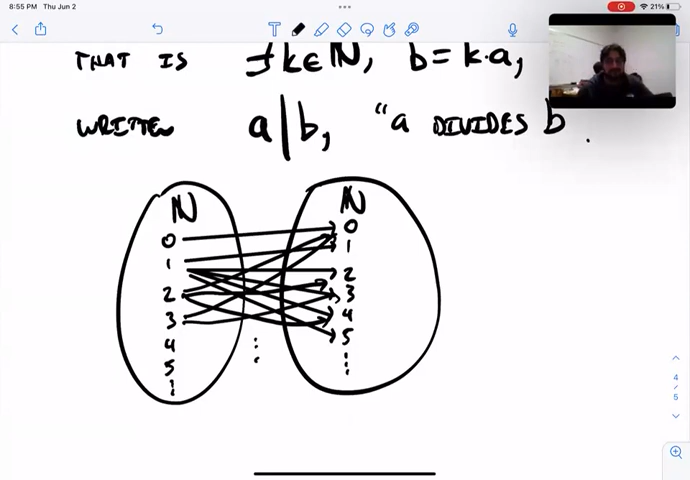 8:55 PM Thu Jun 2
21%
THAT IS ∃k∈ℕ, b=k·a,
WRITTEN a|b, "a DIVIDES b .
ℕ ℕ
0 0
1 1
2 2
3 3
4 4
5 5
⋮ ⋮ ⋮
4
/
5